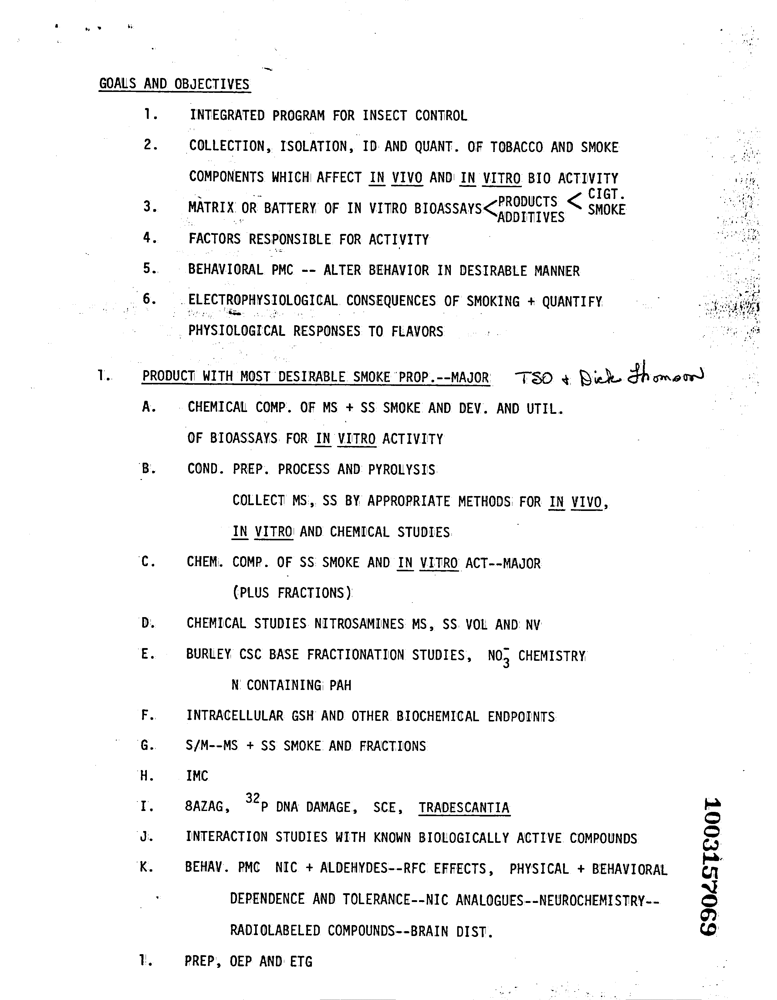 GOALS AND OBJECTIVES
1. INTEGRATED PROGRAM FOR INSECT CONTROL
2. COLLECTION, ISOLATION, ID AND QUANT. OF TOBACCO AND SMOKE
COMPONENTS WHICH AFFECT IN VIVO AND IN VITRO BIO ACTIVITY
3. MATRIX OR BATTERY OF IN VITRO BIOASSAYS < PRODUCTS < CIGT.
ADDITIVES SMOKE
4. FACTORS RESPONSIBLE FOR ACTIVITY
5. BEHAVIORAL PMC -- ALTER BEHAVIOR IN DESIRABLE MANNER
6. ELECTROPHYSIOLOGICAL CONSEQUENCES OF SMOKING + QUANTIFY
PHYSIOLOGICAL RESPONSES TO FLAVORS
1. PRODUCT WITH MOST DESIRABLE SMOKE PROP.--MAJOR TSO + Dick Thomson
A. CHEMICAL COMP. OF MS + SS SMOKE AND DEV. AND UTIL.
OF BIOASSAYS FOR IN VITRO ACTIVITY
B. COND. PREP. PROCESS AND PYROLYSIS
COLLECT MS, SS BY APPROPRIATE METHODS FOR IN VIVO,
IN VITRO AND CHEMICAL STUDIES
C. CHEM. COMP. OF SS SMOKE AND IN VITRO ACT--MAJOR
(PLUS FRACTIONS)
D. CHEMICAL STUDIES NITROSAMINES MS, SS VOL AND NV
E. BURLEY CSC BASE FRACTIONATION STUDIES, NO₃⁻ CHEMISTRY
N CONTAINING PAH
F. INTRACELLULAR GSH AND OTHER BIOCHEMICAL ENDPOINTS
G. S/M--MS + SS SMOKE AND FRACTIONS
H. IMC
I. 8AZAG, ³²P DNA DAMAGE, SCE, TRADESCANTIA
J. INTERACTION STUDIES WITH KNOWN BIOLOGICALLY ACTIVE COMPOUNDS
K. BEHAV. PMC NIC + ALDEHYDES--RFC EFFECTS, PHYSICAL + BEHAVIORAL
DEPENDENCE AND TOLERANCE--NIC ANALOGUES--NEUROCHEMISTRY--
RADIOLABELED COMPOUNDS--BRAIN DIST.
1. PREP, OEP AND ETG
1003157069